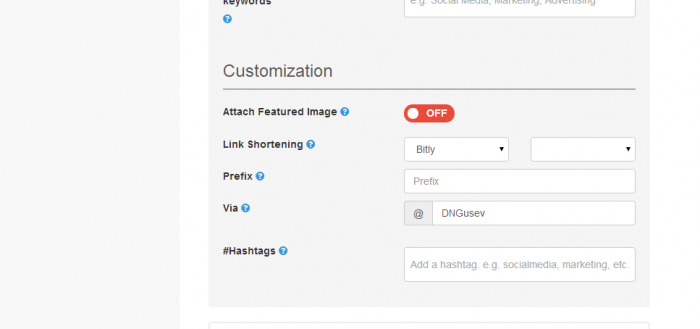 keywords
e.g. Social Media, Marketing, Advertising
Customization
Attach Featured Image ?
OFF
Link Shortening ?
Bitly
Prefix ?
Prefix
Via ?
@ DNGusev
#Hashtags ?
Add a hashtag. e.g. socialmedia, marketing, etc.